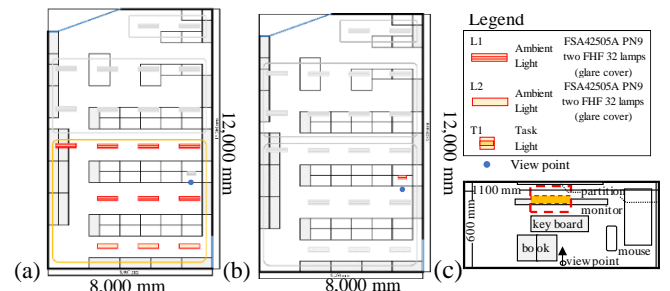 Legend
L1 Ambient Light FSA42505A PN9 two FHF 32 lamps (glare cover)
L2 Ambient Light FSA42505A PN9 two FHF 32 lamps (glare cover)
T1 Task Light
View point
12,000 mm
12,000 mm
1100 mm
partition
monitor
600 mm
key board
book
mouse
viewpoint
(a)
8,000 mm
(b)
8,000 mm
(c)